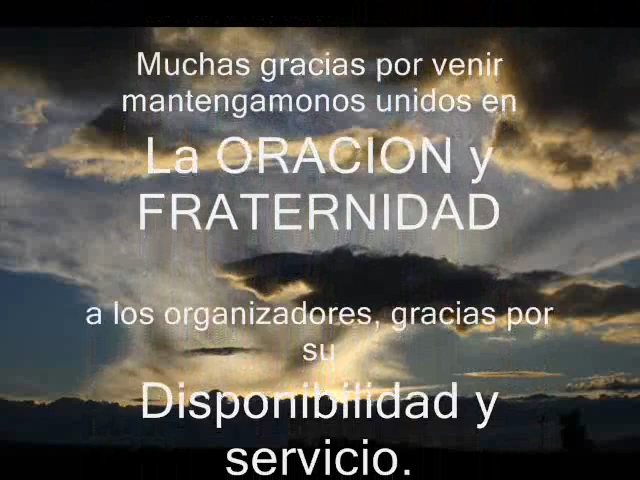 Muchas gracias por venir
mantengamonos unidos en
La ORACION y
FRATERNIDAD
a los organizadores, gracias por
su
Disponibilidad y
servicio.